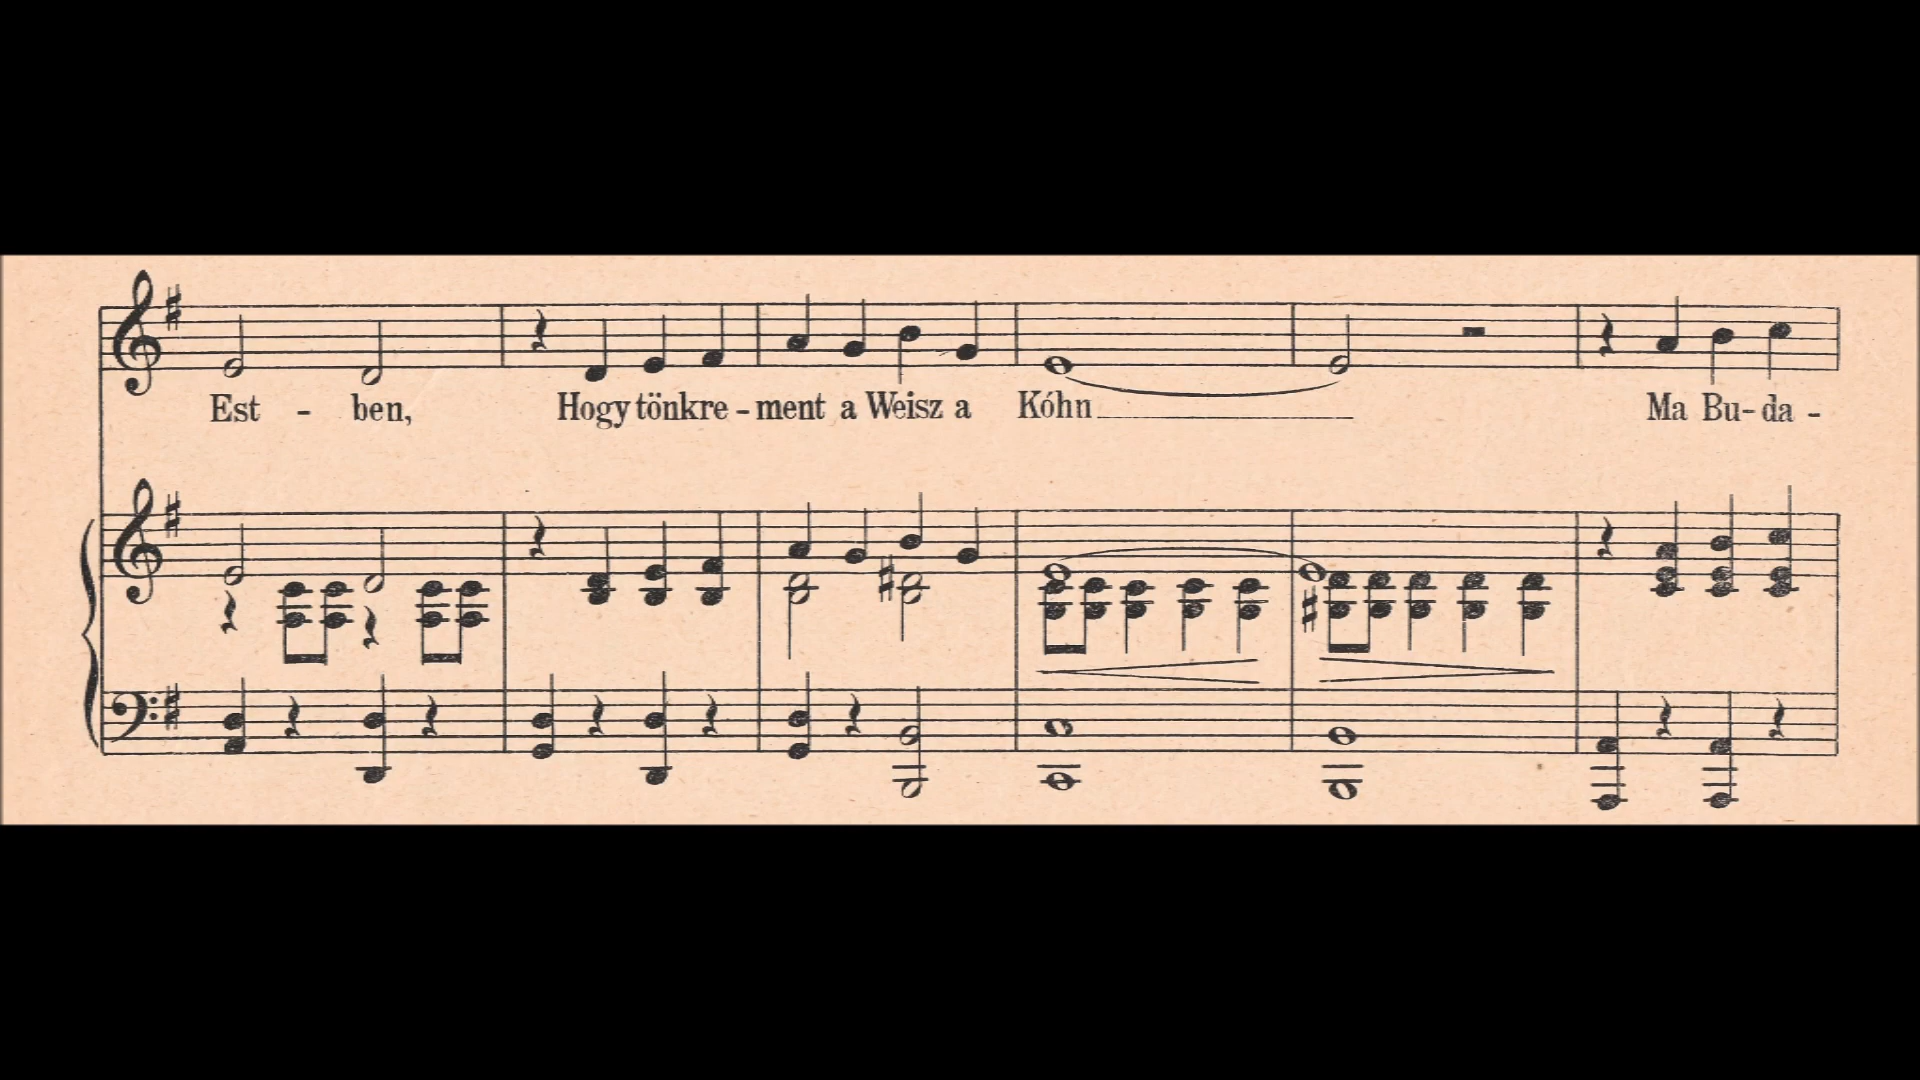 Est - ben, Hogy tönkre - ment a Weisz a Kóhn Ma Bu - da -